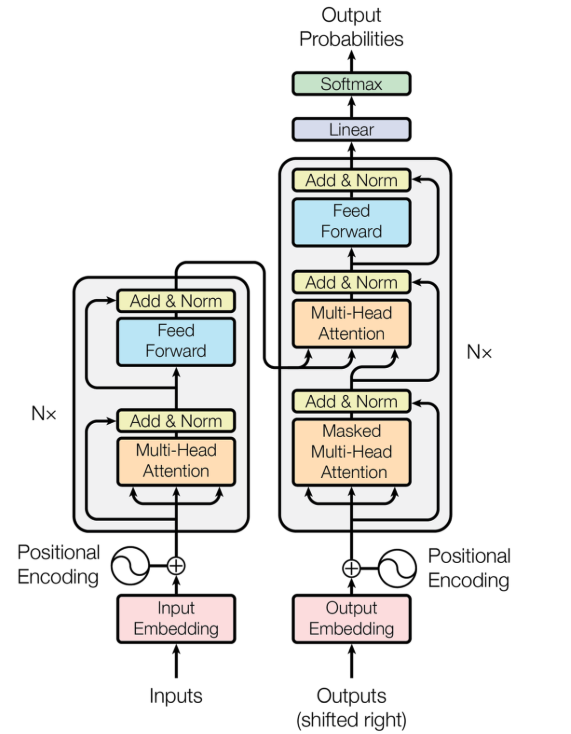 Output
Probabilities
Softmax
Linear
Add & Norm
Feed
Forward
Add & Norm
Multi-Head
Attention
Add & Norm
Masked
Multi-Head
Attention
N×
Add & Norm
Feed
Forward
Add & Norm
Multi-Head
Attention
N×
Positional
Encoding
Positional
Encoding
Input
Embedding
Output
Embedding
Inputs
Outputs
(shifted right)